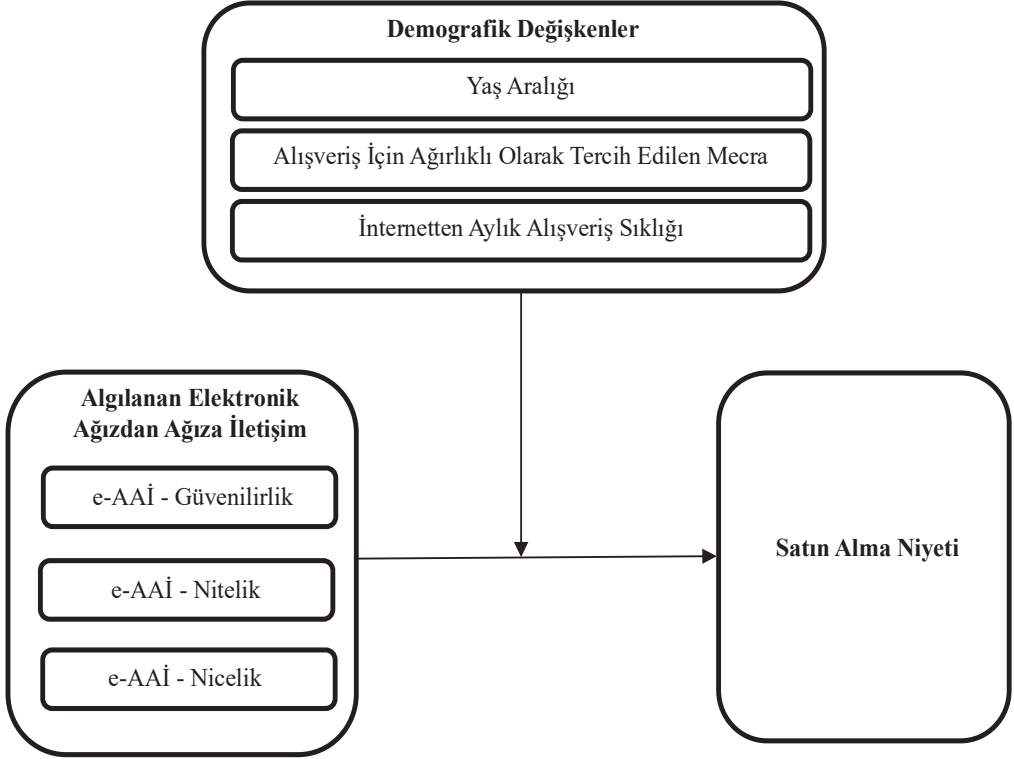 Demografik Değişkenler
Yaş Aralığı
Alışveriş İçin Ağırlıklı Olarak Tercih Edilen Mecra
İnternetten Aylık Alışveriş Sıklığı
Algılanan Elektronik
Ağızdan Ağıza İletişim
e-AAİ - Güvenilirlik
e-AAİ - Nitelik
e-AAİ - Nicelik
Satın Alma Niyeti